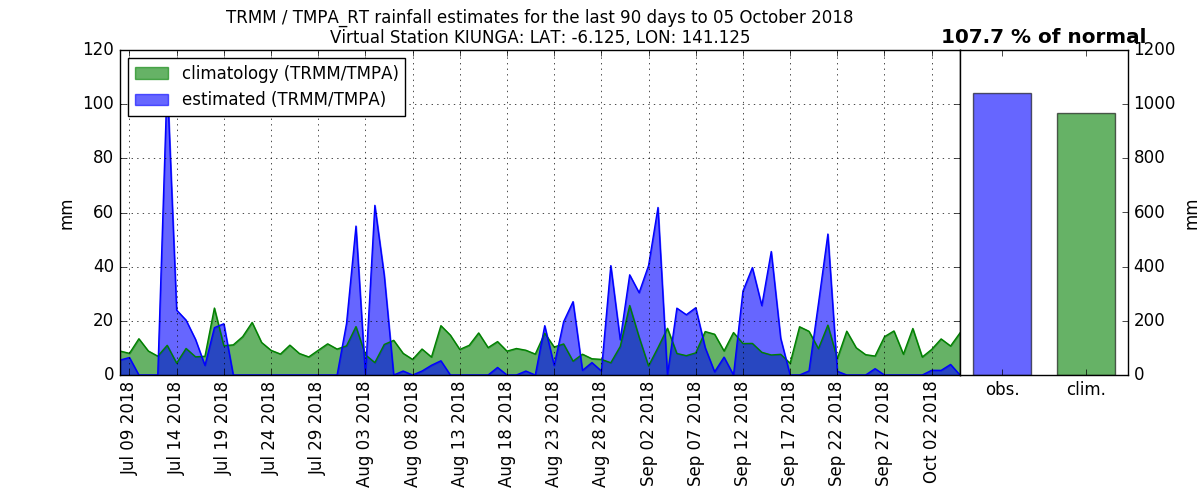 TRMM / TMPA_RT rainfall estimates for the last 90 days to 05 October 2018
Virtual Station KIUNGA: LAT: -6.125, LON: 141.125
107.7 % of normal
climatology (TRMM/TMPA)
estimated (TRMM/TMPA)
120
100
80
60
40
20
0
mm
1200
1000
800
600
400
200
0
mm
Jul 09 2018
Jul 14 2018
Jul 19 2018
Jul 24 2018
Jul 29 2018
Aug 03 2018
Aug 08 2018
Aug 13 2018
Aug 18 2018
Aug 23 2018
Aug 28 2018
Sep 02 2018
Sep 07 2018
Sep 12 2018
Sep 17 2018
Sep 22 2018
Sep 27 2018
Oct 02 2018
obs.
clim.